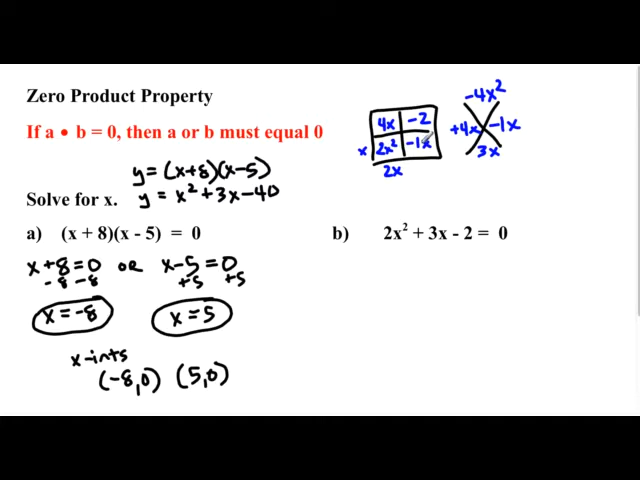 Zero Product Property
If a • b = 0, then a or b must equal 0
y = (x+8)(x-5)
y = x² + 3x - 40
Solve for x.
a) (x + 8)(x - 5) = 0
x+8=0 OR x-5=0
-8 -8 +5 +5
x = -8 x = 5
x-ints
(-8,0) (5,0)
-4x²
4x -2
+4x -1x
x 2x² -1x
3x
2x
b) 2x² + 3x - 2 = 0